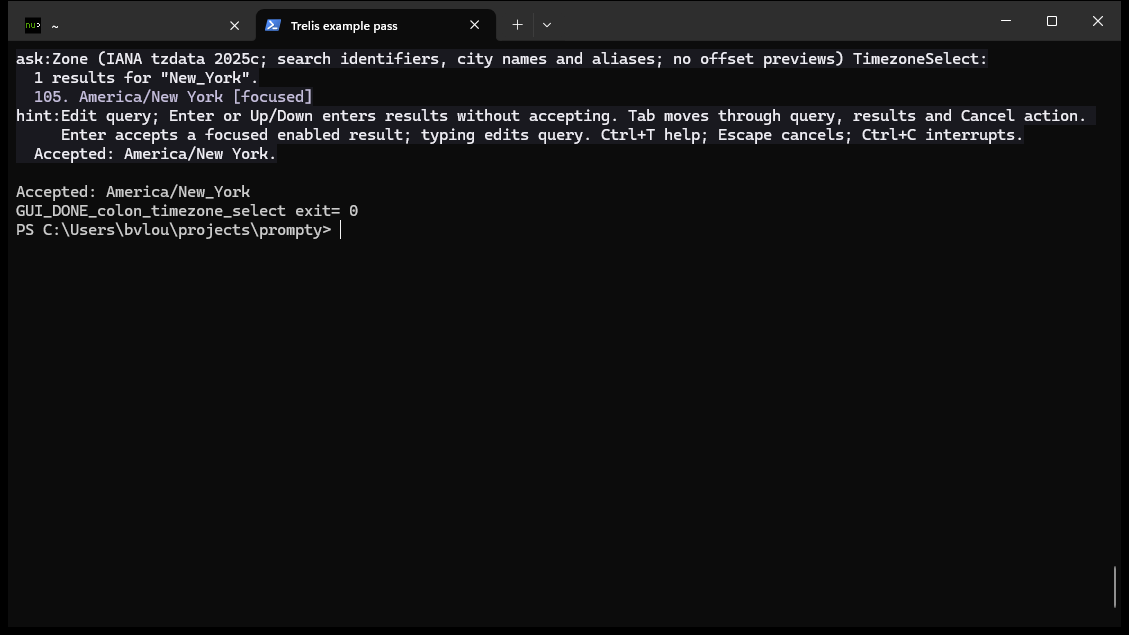 nu> ~
Trelis example pass
ask:Zone (IANA tzdata 2025c; search identifiers, city names and aliases; no offset previews) TimezoneSelect:
1 results for "New_York".
105. America/New York [focused]
hint:Edit query; Enter or Up/Down enters results without accepting. Tab moves through query, results and Cancel action.
Enter accepts a focused enabled result; typing edits query. Ctrl+T help; Escape cancels; Ctrl+C interrupts.
Accepted: America/New York.
Accepted: America/New_York
GUI_DONE_colon_timezone_select exit= 0
PS C:\Users\bvlou\projects\prompty>